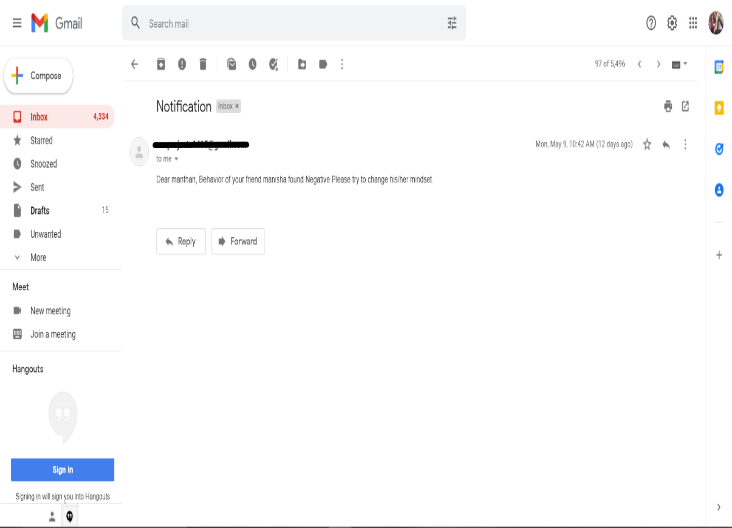 Gmail
Search mail
Compose
97 of 5,496
Inbox 4,334
Notification Inbox ×
Starred
Mon, May 9, 10:42 AM (12 days ago)
Snoozed
to me
Sent
Dear manthan, Behavior of your friend manisha found Negative Please try to change his/her mindset
Drafts 15
Unwanted
Reply Forward
More
Meet
New meeting
Join a meeting
Hangouts
Sign in
Signing in will sign you into Hangouts